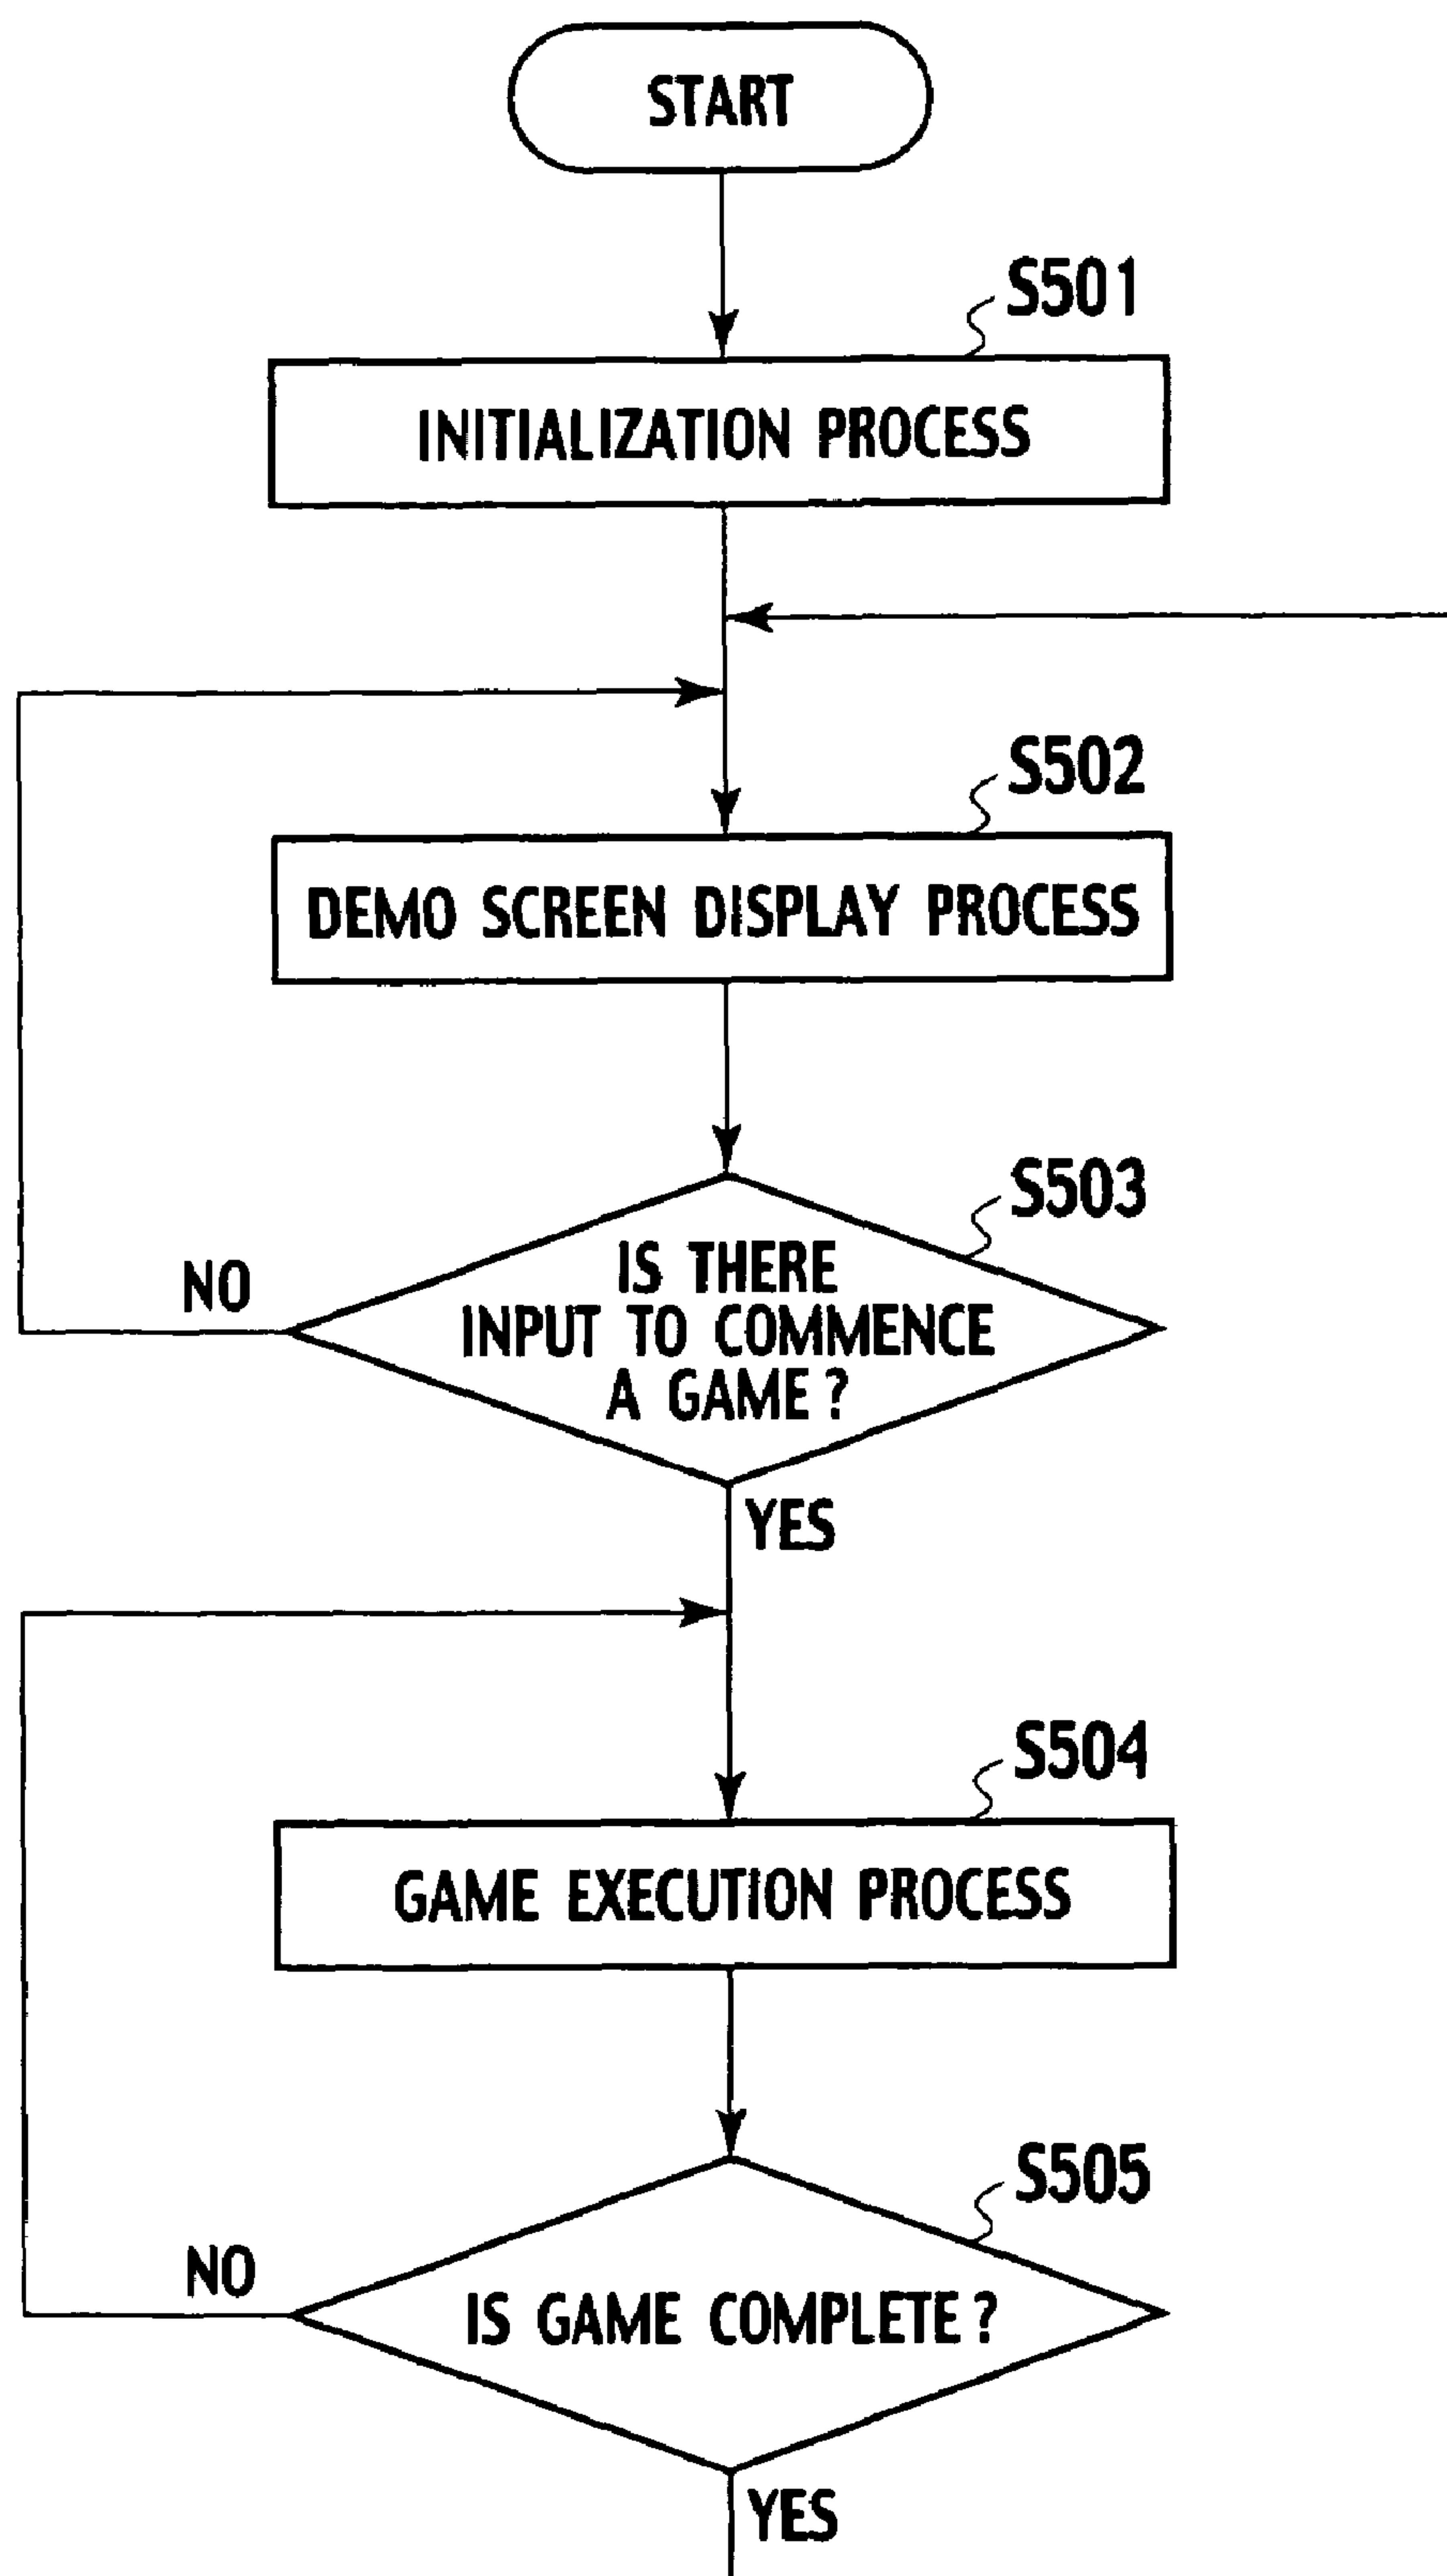 START
S501
INITIALIZATION PROCESS
S502
DEMO SCREEN DISPLAY PROCESS
S503
IS THERE
INPUT TO COMMENCE
A GAME?
NO
YES
S504
GAME EXECUTION PROCESS
S505
IS GAME COMPLETE?
NO
YES